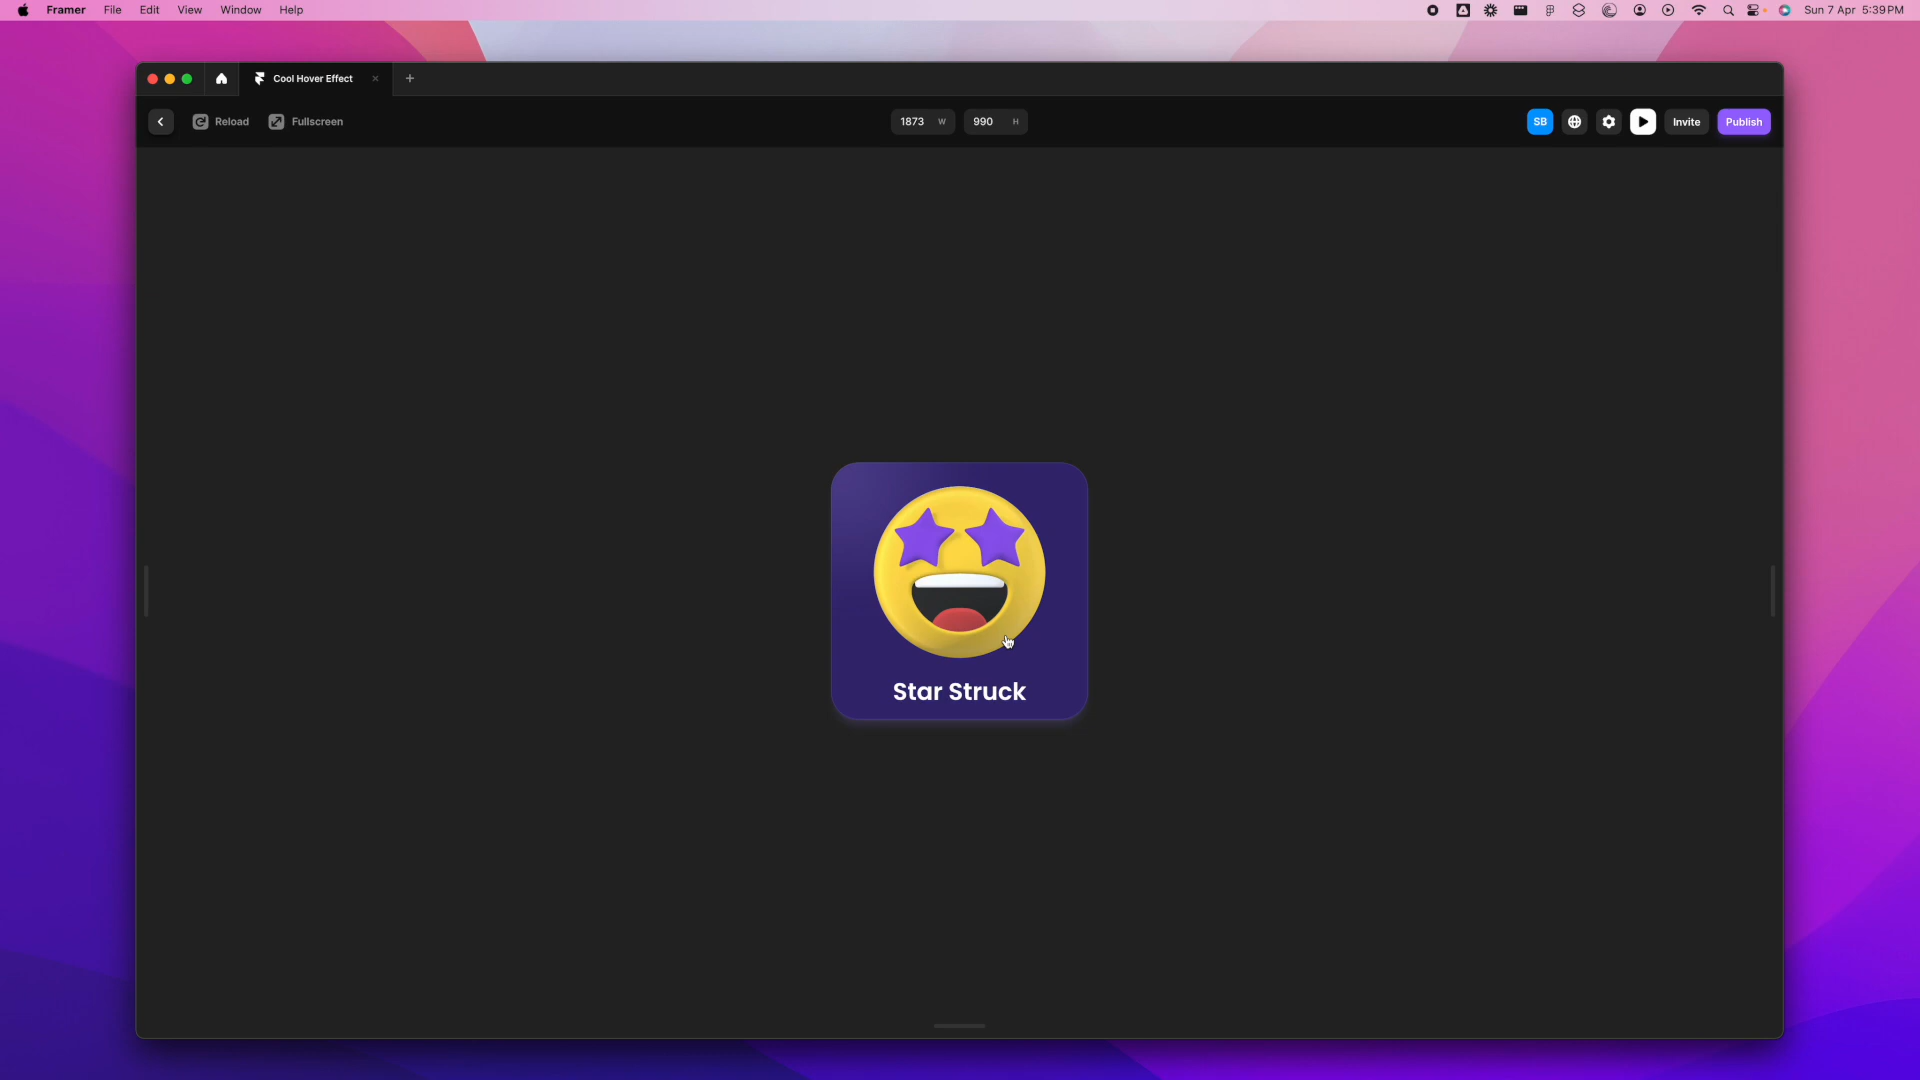 Framer File Edit View Window Help
Sun 7 Apr 5:39 PM
Cool Hover Effect
Reload Fullscreen
1873 W 990 H
SB Invite Publish
Star Struck